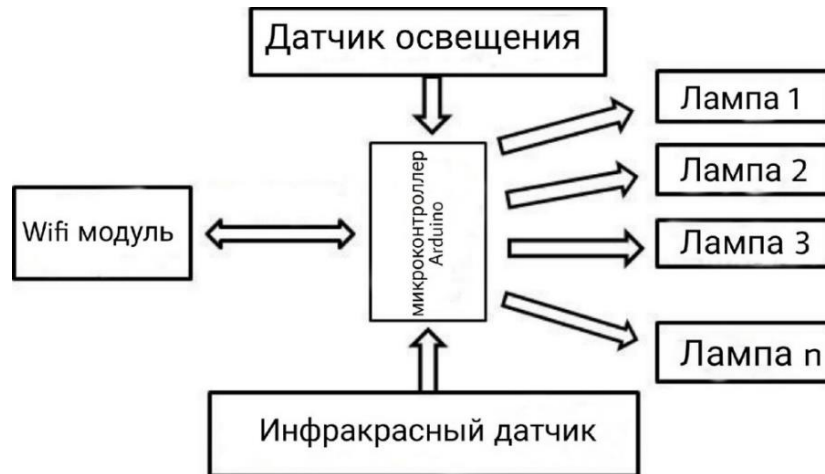 Датчик освещения
Лампа 1
Лампа 2
Wifi модуль
микроконтроллер
Arduino
Лампа 3
Лампа n
Инфракрасный датчик